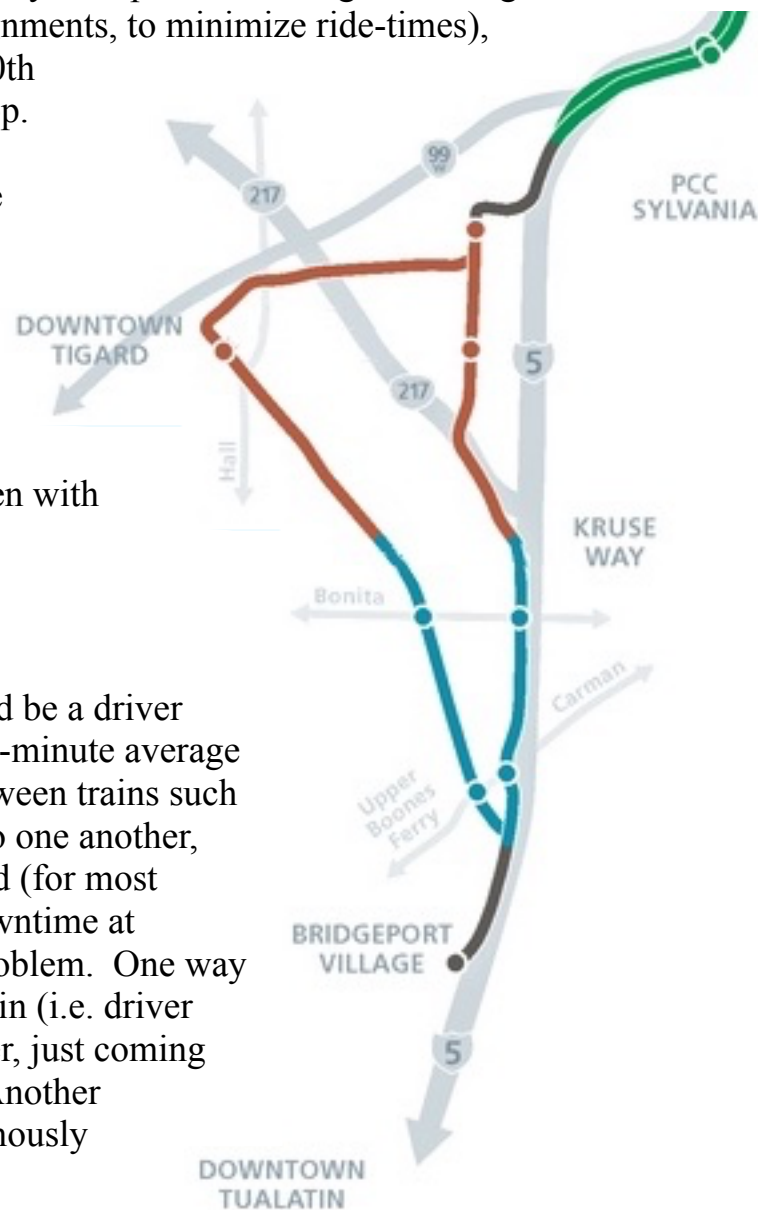 onments, to minimize ride-times),
0th
p.
en with
d be a driver
-minute average
ween trains such
o one another,
d (for most
wntime at
oblem.  One way
in (i.e. driver
r, just coming
Another
nously
99
W
217
PCC
SYLVANIA
DOWNTOWN
TIGARD
5
217
Hall
KRUSE
WAY
Bonita
Carman
Upper
Boones
Ferry
BRIDGEPORT
VILLAGE
5
DOWNTOWN
TUALATIN